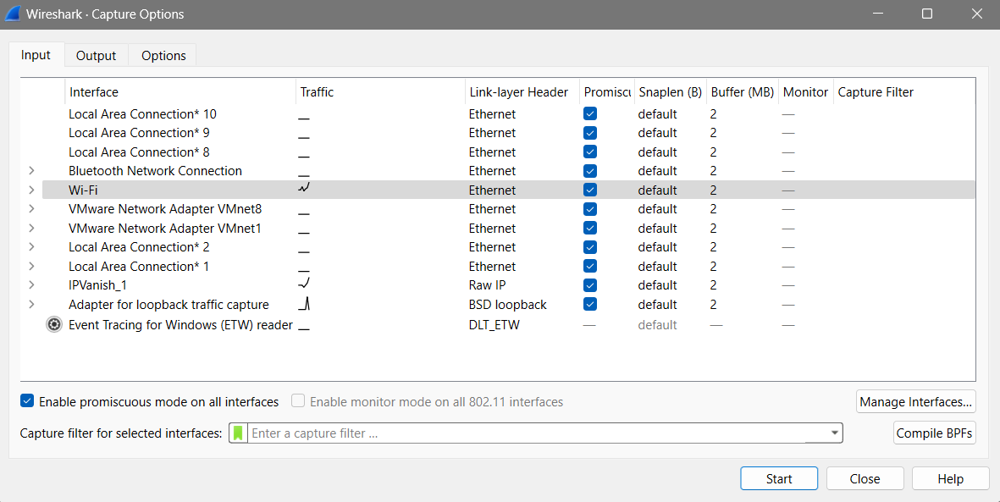 Wireshark · Capture Options
Input Output Options
Interface Traffic Link-layer Header Promiscu Snaplen (B) Buffer (MB) Monitor Capture Filter
Local Area Connection* 10 Ethernet default 2 —
Local Area Connection* 9 Ethernet default 2 —
Local Area Connection* 8 Ethernet default 2 —
Bluetooth Network Connection Ethernet default 2 —
Wi-Fi Ethernet default 2 —
VMware Network Adapter VMnet8 Ethernet default 2 —
VMware Network Adapter VMnet1 Ethernet default 2 —
Local Area Connection* 2 Ethernet default 2 —
Local Area Connection* 1 Ethernet default 2 —
IPVanish_1 Raw IP default 2 —
Adapter for loopback traffic capture BSD loopback default 2 —
Event Tracing for Windows (ETW) reader DLT_ETW — default — —
Enable promiscuous mode on all interfaces Enable monitor mode on all 802.11 interfaces Manage Interfaces...
Capture filter for selected interfaces: Enter a capture filter ... Compile BPFs
Start Close Help